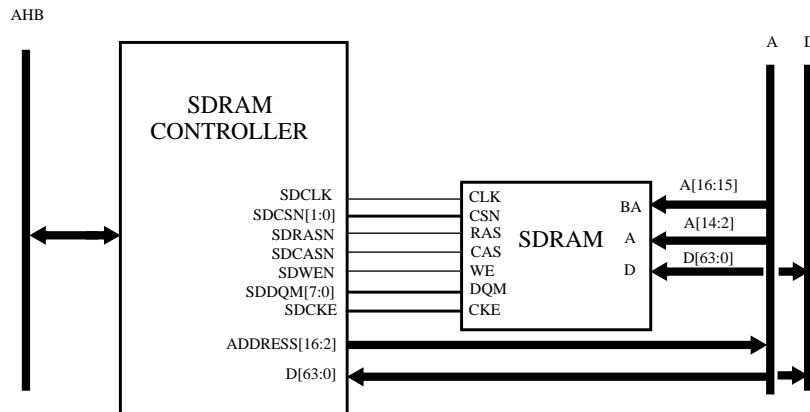 AHB
A
D
SDRAM
CONTROLLER
SDCLK
SDCSN[1:0]
SDRASN
SDCASN
SDWEN
SDDQM[7:0]
SDCKE
ADDRESS[16:2]
D[63:0]
CLK
CSN
RAS
CAS
WE
DQM
CKE
SDRAM
BA
A
D
A[16:15]
A[14:2]
D[63:0]